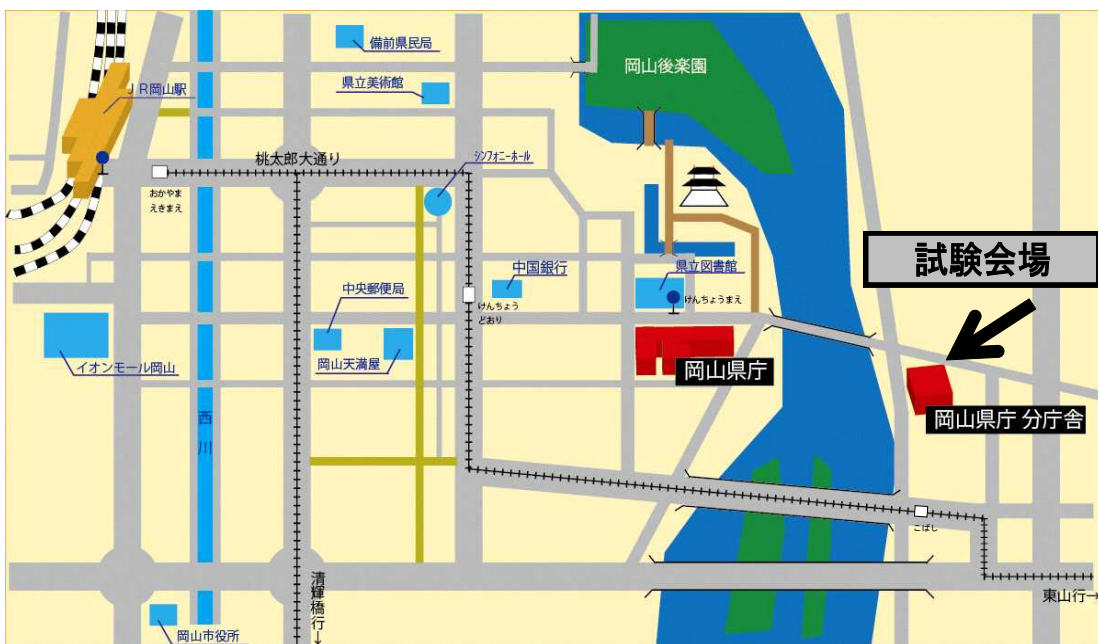 備前県民局
岡山後楽園
JR岡山駅
県立美術館
桃太郎大通り
シンフォニーホール
おかやま
えきまえ
試験会場
中国銀行
県立図書館
中央郵便局
けんちょう
どおり
けんちょうまえ
イオンモール岡山
岡山天満屋
岡山県庁
西川
岡山県庁 分庁舎
こばし
清輝橋行→
東山行→
岡山市役所